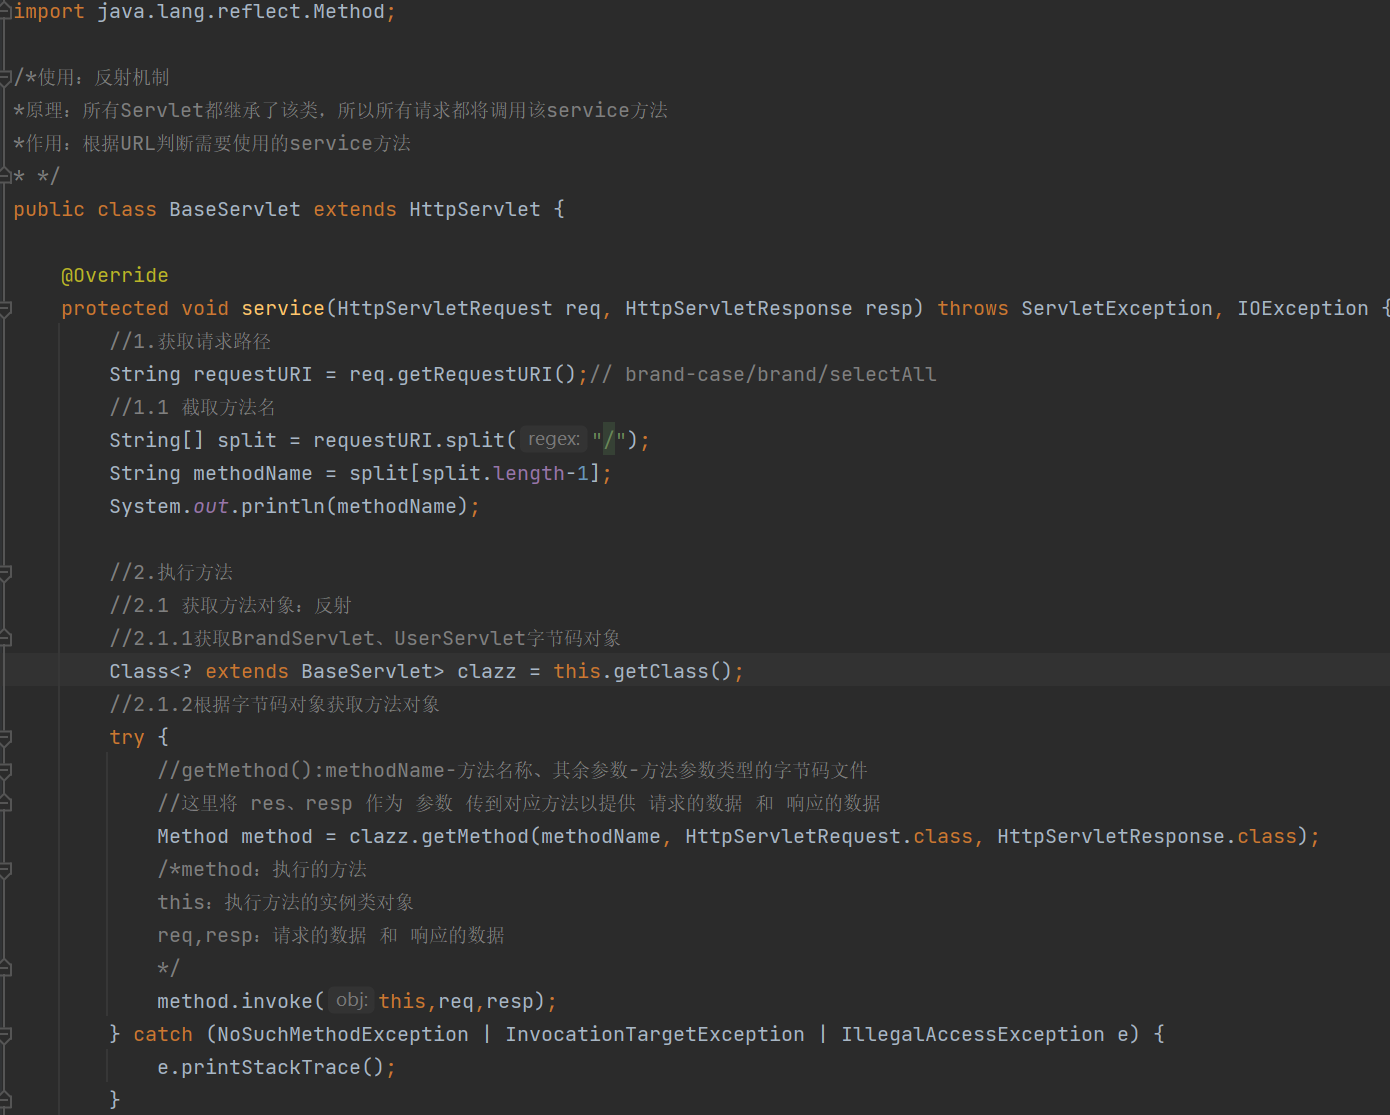 import java.lang.reflect.Method;
/*使用：反射机制
*原理：所有Servlet都继承了该类，所以所有请求都将调用该service方法
*作用：根据URL判断需要使用的service方法
* */
public class BaseServlet extends HttpServlet {
@Override
protected void service(HttpServletRequest req, HttpServletResponse resp) throws ServletException, IOException {
//1.获取请求路径
String requestURI = req.getRequestURI();// brand-case/brand/selectAll
//1.1 截取方法名
String[] split = requestURI.split( regex: "/");
String methodName = split[split.length-1];
System.out.println(methodName);
//2.执行方法
//2.1 获取方法对象：反射
//2.1.1获取BrandServlet、UserServlet字节码对象
Class<? extends BaseServlet> clazz = this.getClass();
//2.1.2根据字节码对象获取方法对象
try {
//getMethod():methodName-方法名称、其余参数-方法参数类型的字节码文件
//这里将 res、resp 作为 参数 传到对应方法以提供 请求的数据 和 响应的数据
Method method = clazz.getMethod(methodName, HttpServletRequest.class, HttpServletResponse.class);
/*method：执行的方法
this：执行方法的实例类对象
req,resp：请求的数据 和 响应的数据
*/
method.invoke( obj: this,req,resp);
} catch (NoSuchMethodException | InvocationTargetException | IllegalAccessException e) {
e.printStackTrace();
}